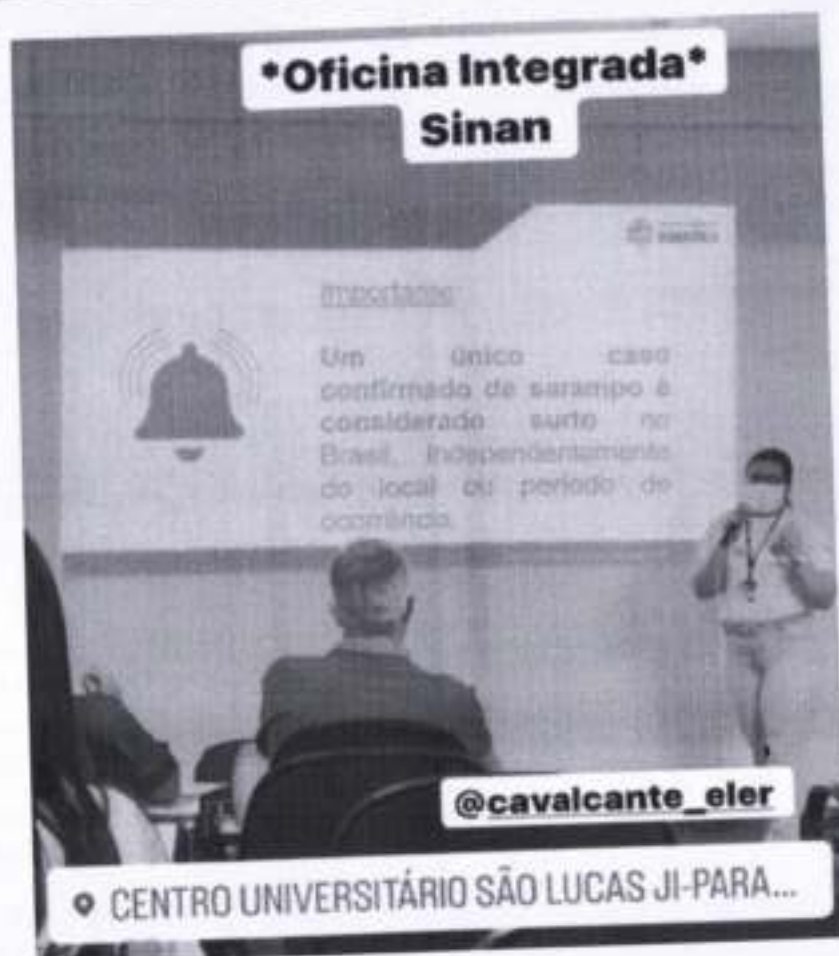 *Oficina Integrada*
Sinan
Importante
Um único caso
confirmado de sarampo é
considerado surto no
Brasil, independentemente
do local ou período de
ocorrência.
@cavalcante_eler
CENTRO UNIVERSITÁRIO SÃO LUCAS JI-PARA...